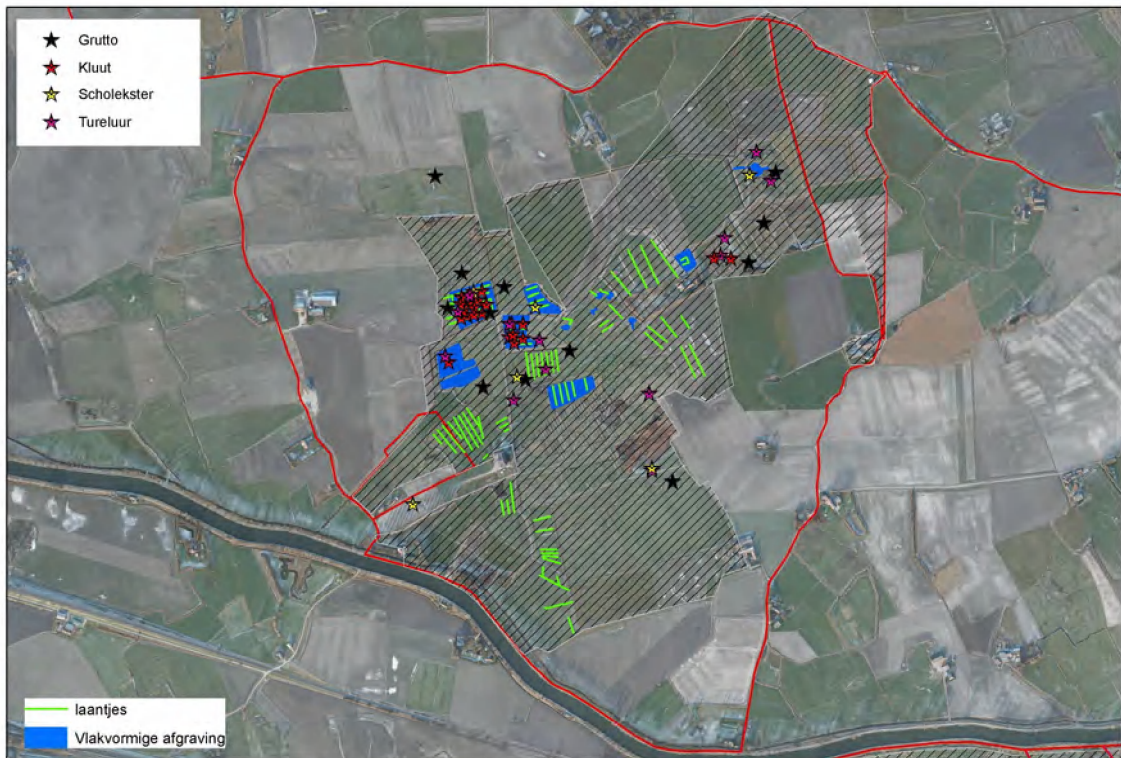 Grutto
Kluut
Scholekster
Tureluur
laantjes
Vlakvormige afgraving